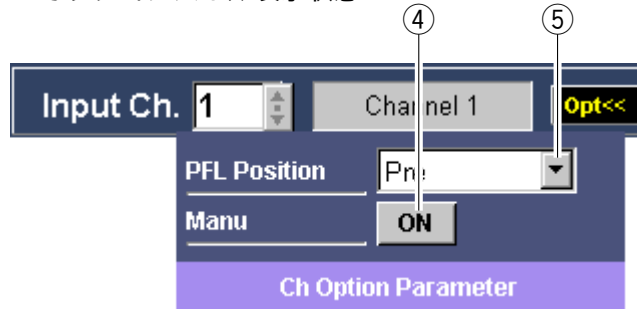 ④ ⑤
Input Ch. 1 Channel 1 Opt<<
PFL Position Pre
Manu ON
Ch Option Parameter